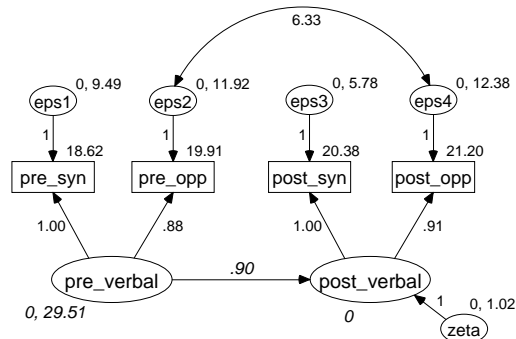 6.33
0, 9.49
0, 11.92
0, 5.78
0, 12.38
eps1
eps2
eps3
eps4
1
1
1
1
18.62
19.91
20.38
21.20
pre_syn
pre_opp
post_syn
post_opp
1.00
.88
1.00
.91
.90
pre_verbal
post_verbal
0, 29.51
0
1
0, 1.02
zeta